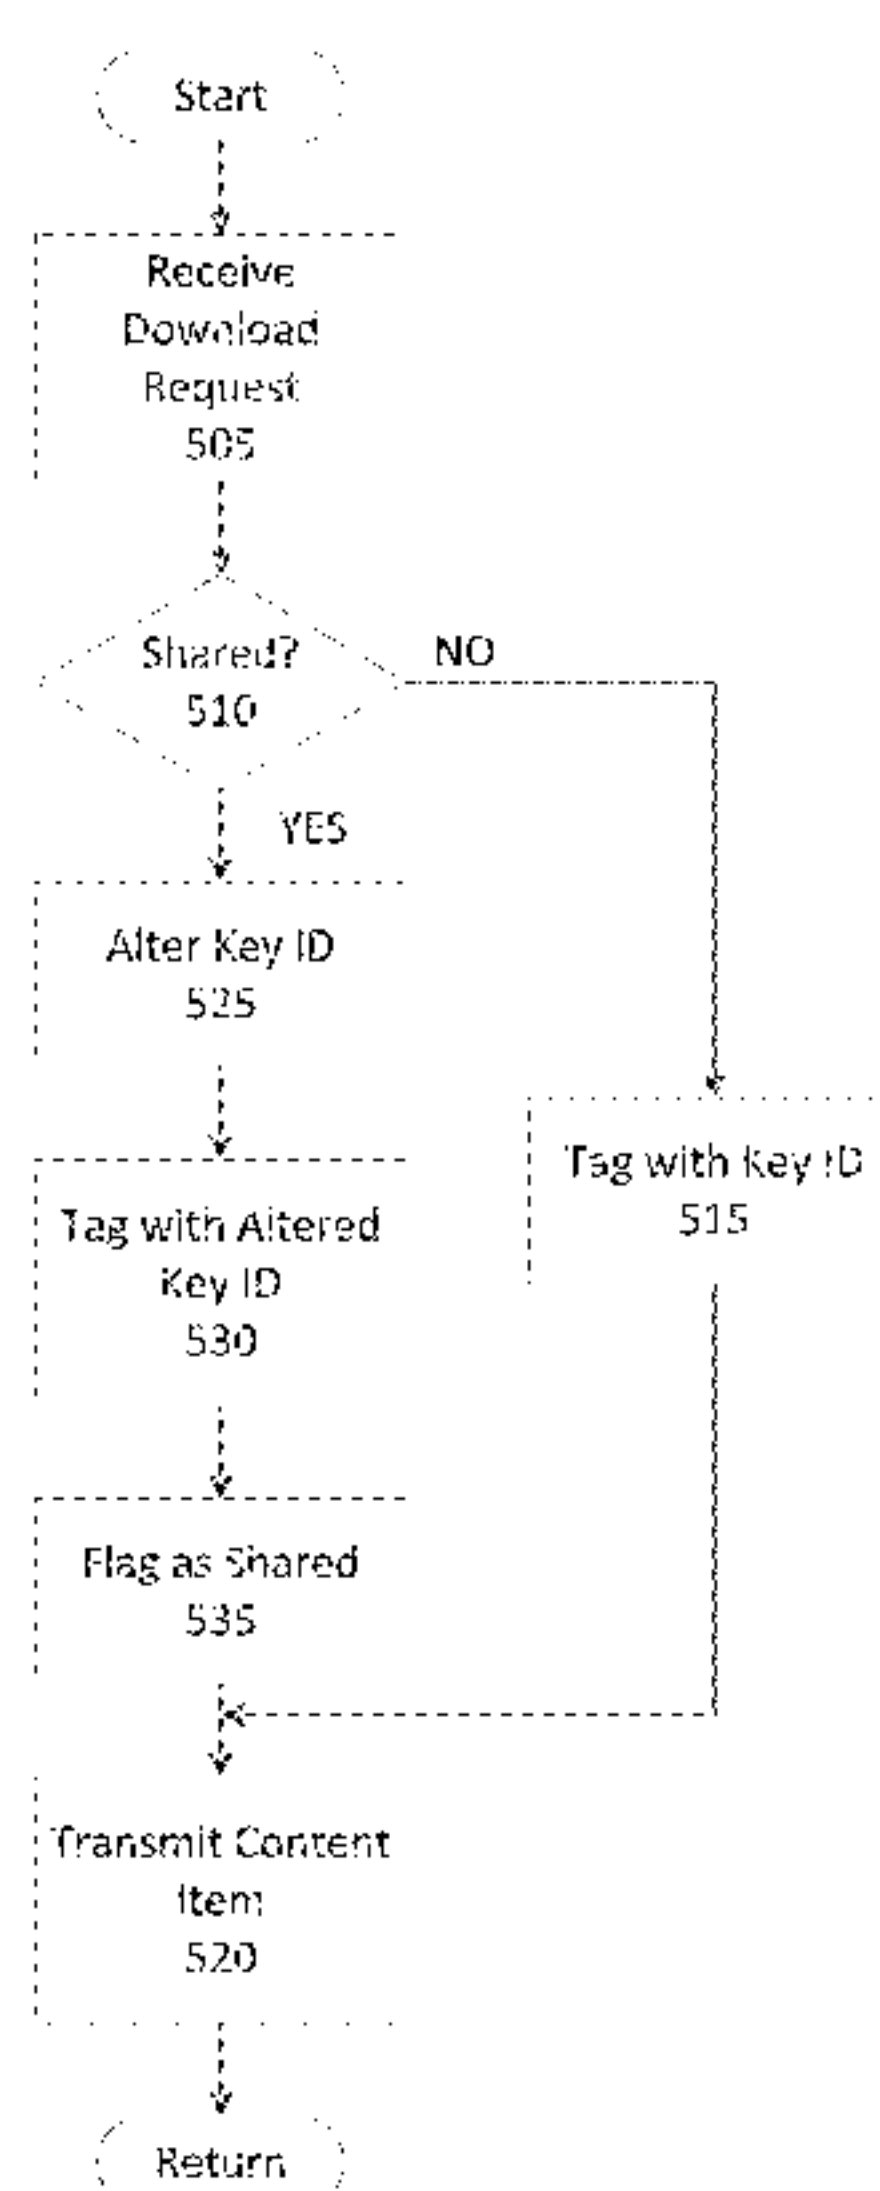 Start
Receive
Download
Request
505
Shared?
510
NO
YES
Alter Key ID
525
Tag with Key ID
515
Tag with Altered
Key ID
530
Flag as Shared
535
Transmit Content
Item
520
Return